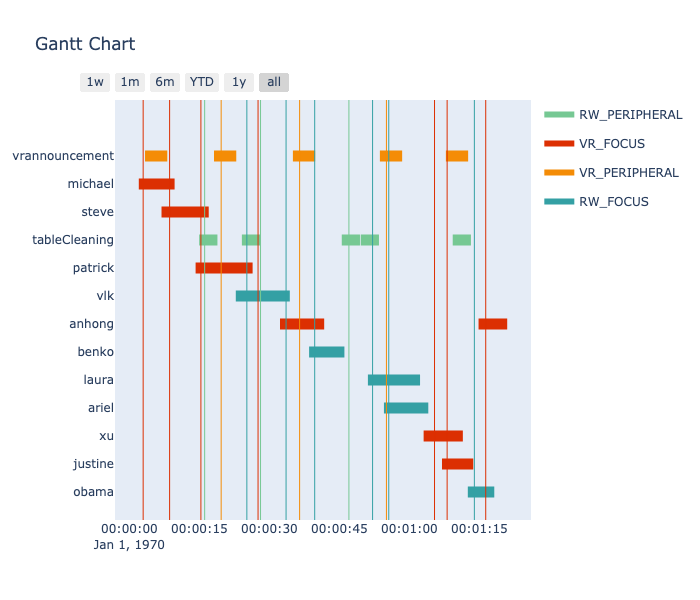 Gantt Chart
1w 1m 6m YTD 1y all
RW_PERIPHERAL
VR_FOCUS
VR_PERIPHERAL
RW_FOCUS
vrannouncement
michael
steve
tableCleaning
patrick
vlk
anhong
benko
laura
ariel
xu
justine
obama
00:00:00 00:00:15 00:00:30 00:00:45 00:01:00 00:01:15
Jan 1, 1970